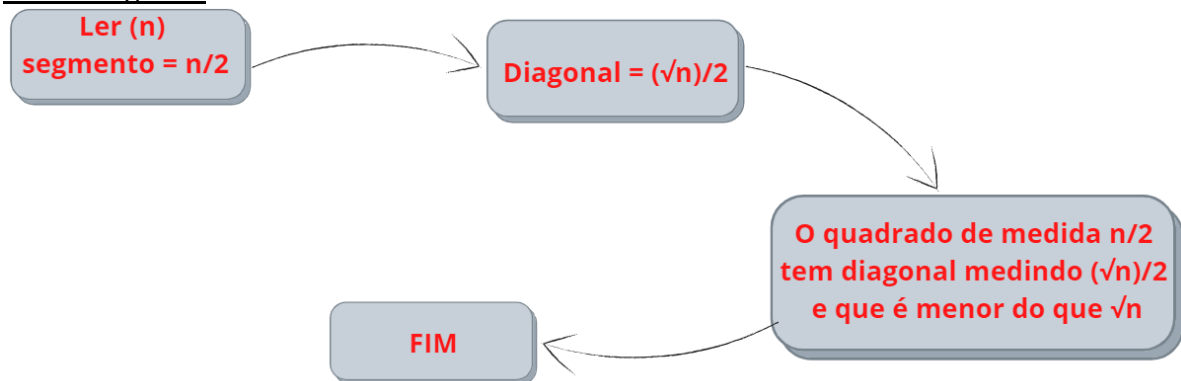 Ler (n)
segmento = n/2
Diagonal = (√n)/2
O quadrado de medida n/2
tem diagonal medindo (√n)/2
e que é menor do que √n
FIM